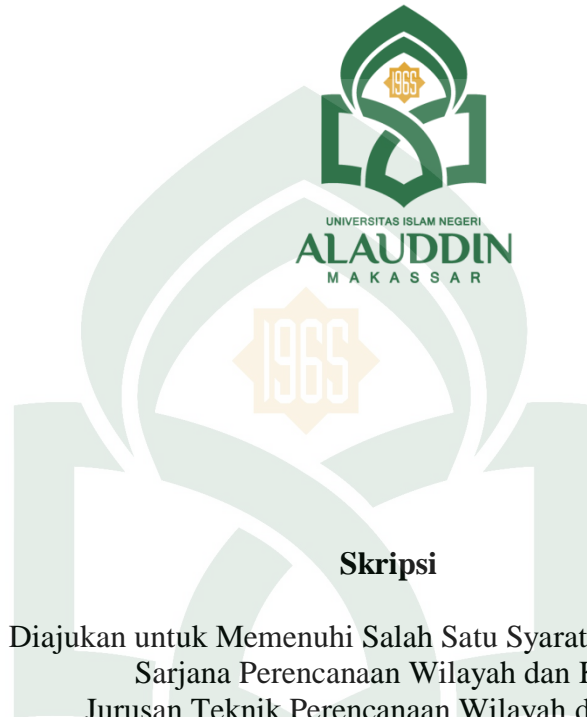 1965
UNIVERSITAS ISLAM NEGERI
ALAUDDIN
MAKASSAR
1965
Skripsi
Diajukan untuk Memenuhi Salah Satu Syarat
Sarjana Perencanaan Wilayah dan
Jurusan Teknik Perencanaan Wilayah d